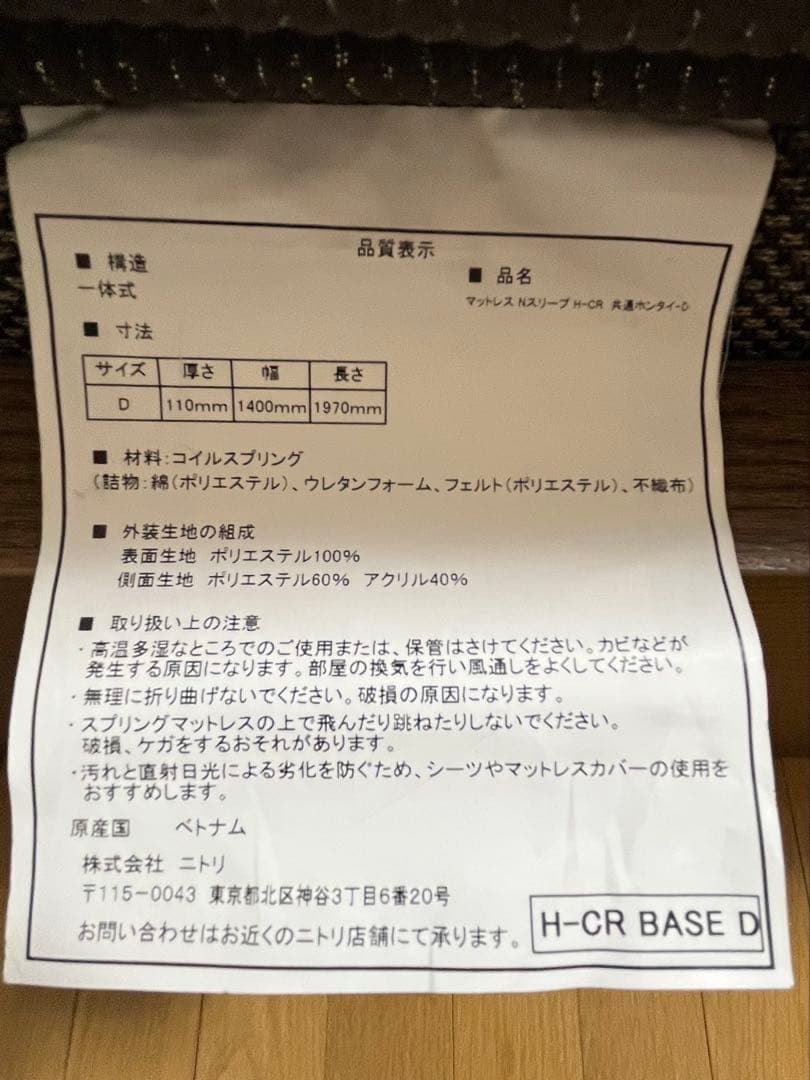 品質表示
■ 構造
一体式
■ 品名
マットレス Nスリープ H-CR 共通ホンタイ-D
■ 寸法
サイズ 厚さ 幅 長さ
D 110mm 1400mm 1970mm
■ 材料:コイルスプリング
(詰物:綿(ポリエステル)、ウレタンフォーム、フェルト(ポリエステル)、不織布)
■ 外装生地の組成
表面生地 ポリエステル100%
側面生地 ポリエステル60% アクリル40%
■ 取り扱い上の注意
・高温多湿なところでのご使用または、保管はさけてください。カビなどが
発生する原因になります。部屋の換気を行い風通しをよくしてください。
・無理に折り曲げないでください。破損の原因になります。
・スプリングマットレスの上で飛んだり跳ねたりしないでください。
破損、ケガをするおそれがあります。
・汚れと直射日光による劣化を防ぐため、シーツやマットレスカバーの使用を
おすすめします。
原産国 ベトナム
株式会社 ニトリ
〒115-0043 東京都北区神谷3丁目6番20号
お問い合わせはお近くのニトリ店舗にて承ります。
H-CR BASE D